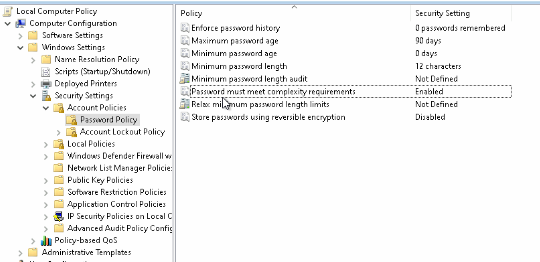 Local Computer Policy
Computer Configuration
Software Settings
Windows Settings
Name Resolution Policy
Scripts (Startup/Shutdown)
Deployed Printers
Security Settings
Account Policies
Password Policy
Account Lockout Policy
Local Policies
Windows Defender Firewall w
Network List Manager Policies
Public Key Policies
Software Restriction Policies
Application Control Policies
IP Security Policies on Local C
Advanced Audit Policy Config
Policy-based QoS
Administrative Templates
Policy Security Setting
Enforce password history 0 passwords remembered
Maximum password age 90 days
Minimum password age 0 days
Minimum password length 12 characters
Minimum password length audit Not Defined
Password must meet complexity requirements Enabled
Relax minimum password length limits Not Defined
Store passwords using reversible encryption Disabled